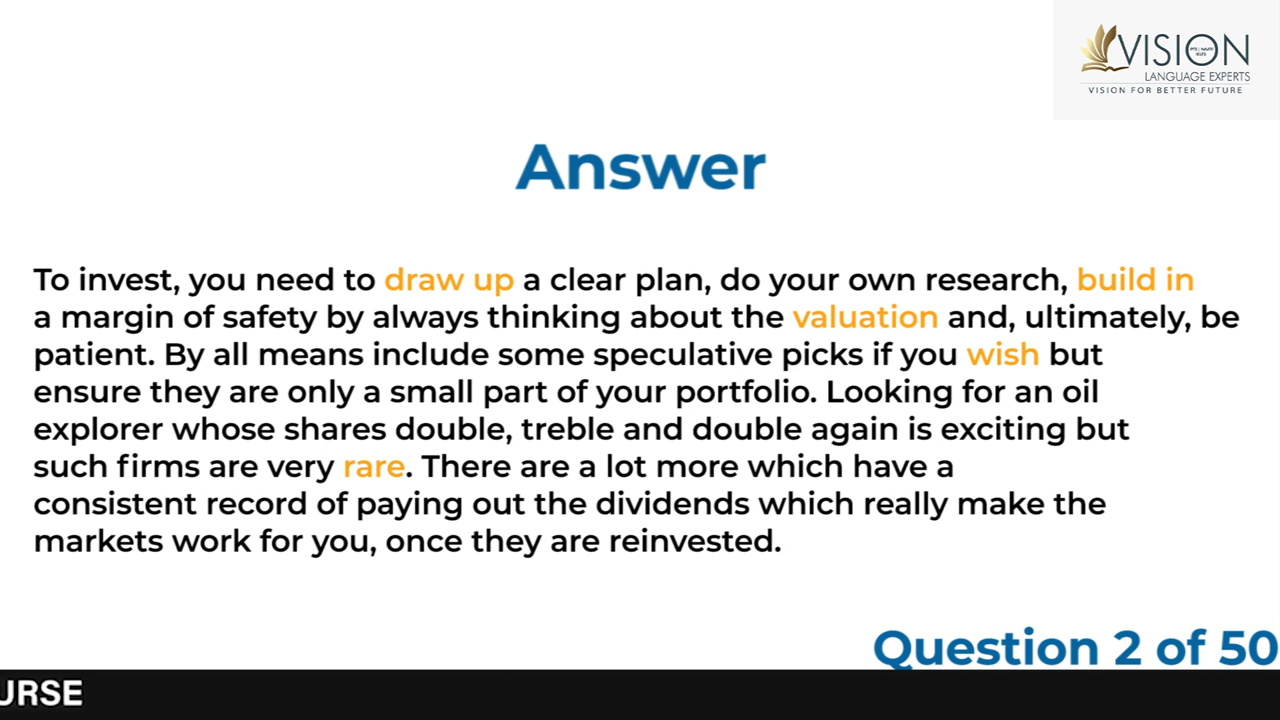 VISION
LANGUAGE EXPERTS
VISION FOR BETTER FUTURE
Answer
To invest, you need to draw up a clear plan, do your own research, build in
a margin of safety by always thinking about the valuation and, ultimately, be
patient. By all means include some speculative picks if you wish but
ensure they are only a small part of your portfolio. Looking for an oil
explorer whose shares double, treble and double again is exciting but
such firms are very rare. There are a lot more which have a
consistent record of paying out the dividends which really make the
markets work for you, once they are reinvested.
Question 2 of 50
URSE